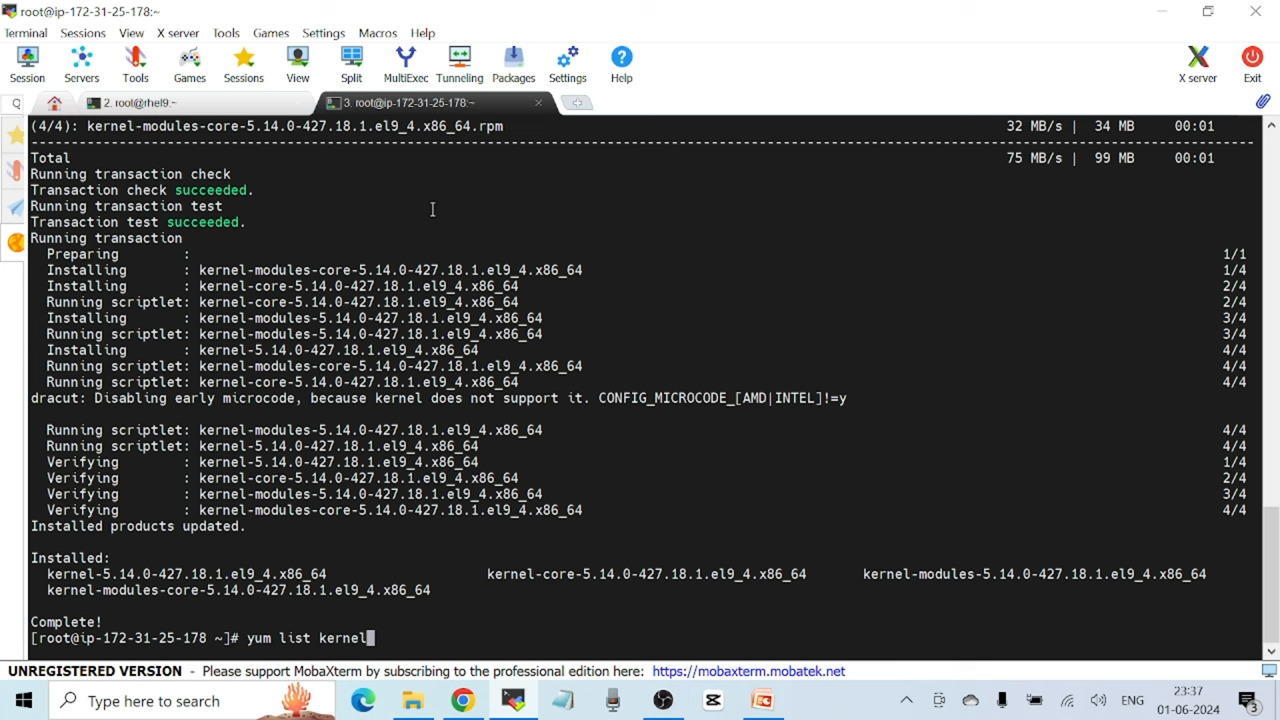 root@ip-172-31-25-178:~
Terminal Sessions View X server Tools Games Settings Macros Help
Session Servers Tools Games Sessions View Split MultiExec Tunneling Packages Settings Help X server Exit
2. root@rhel9:~ 3. root@ip-172-31-25-178:~
(4/4): kernel-modules-core-5.14.0-427.18.1.el9_4.x86_64.rpm 32 MB/s | 34 MB 00:01
--------------------------------------------------------------------------------
Total 75 MB/s | 99 MB 00:01
Running transaction check
Transaction check succeeded.
Running transaction test
Transaction test succeeded.
Running transaction
Preparing : 1/1
Installing : kernel-modules-core-5.14.0-427.18.1.el9_4.x86_64 1/4
Installing : kernel-core-5.14.0-427.18.1.el9_4.x86_64 2/4
Running scriptlet: kernel-core-5.14.0-427.18.1.el9_4.x86_64 2/4
Installing : kernel-modules-5.14.0-427.18.1.el9_4.x86_64 3/4
Running scriptlet: kernel-modules-5.14.0-427.18.1.el9_4.x86_64 3/4
Installing : kernel-5.14.0-427.18.1.el9_4.x86_64 4/4
Running scriptlet: kernel-modules-core-5.14.0-427.18.1.el9_4.x86_64 4/4
Running scriptlet: kernel-core-5.14.0-427.18.1.el9_4.x86_64 4/4
dracut: Disabling early microcode, because kernel does not support it. CONFIG_MICROCODE_[AMD|INTEL]!=y
Running scriptlet: kernel-modules-5.14.0-427.18.1.el9_4.x86_64 4/4
Running scriptlet: kernel-5.14.0-427.18.1.el9_4.x86_64 4/4
Verifying : kernel-5.14.0-427.18.1.el9_4.x86_64 1/4
Verifying : kernel-core-5.14.0-427.18.1.el9_4.x86_64 2/4
Verifying : kernel-modules-5.14.0-427.18.1.el9_4.x86_64 3/4
Verifying : kernel-modules-core-5.14.0-427.18.1.el9_4.x86_64 4/4
Installed products updated.
Installed:
kernel-5.14.0-427.18.1.el9_4.x86_64 kernel-core-5.14.0-427.18.1.el9_4.x86_64 kernel-modules-5.14.0-427.18.1.el9_4.x86_64
kernel-modules-core-5.14.0-427.18.1.el9_4.x86_64
Complete!
[root@ip-172-31-25-178 ~]# yum list kernel
UNREGISTERED VERSION - Please support MobaXterm by subscribing to the professional edition here: https://mobaxterm.mobatek.net
Type here to search ENG 23:37
01-06-2024 3